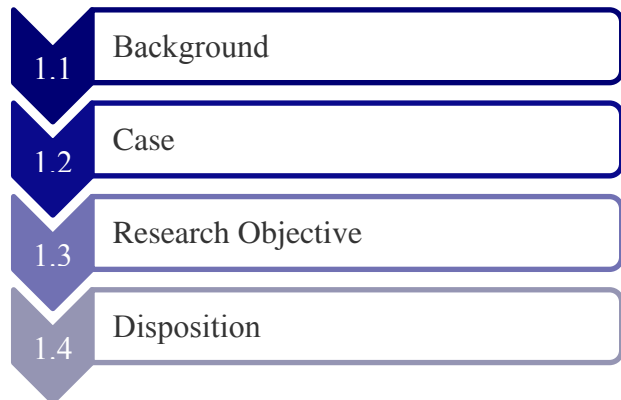 1.1 Background
1.2 Case
1.3 Research Objective
1.4 Disposition